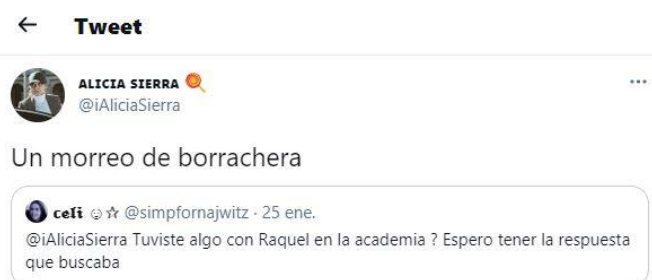 ← Tweet
ALICIA SIERRA 🍭
@iAliciaSierra
Un morreo de borrachera
celi ☺☆ @simpfornajwitz · 25 ene.
@iAliciaSierra Tuviste algo con Raquel en la academia ? Espero tener la respuesta
que buscaba